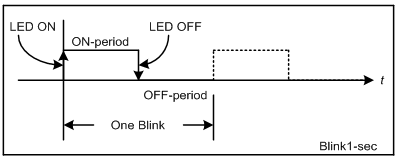 LED ON
ON-period
LED OFF
t
OFF-period
One Blink
Blink1-sec